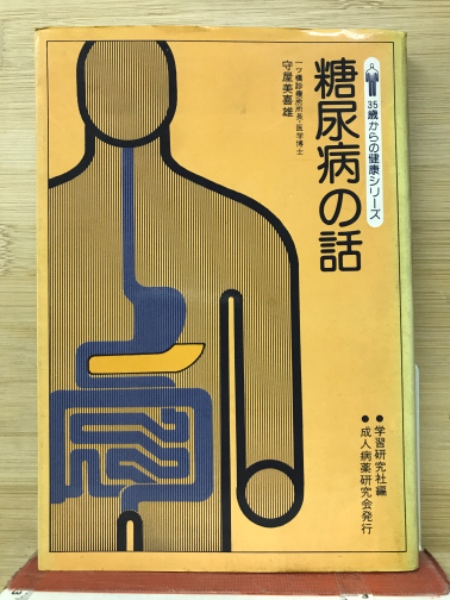 35歳からの健康シリーズ
糖尿病の話
一ツ橋診療所所長・医学博士
守屋美喜雄
●学習研究社編
●成人病薬研究会発行